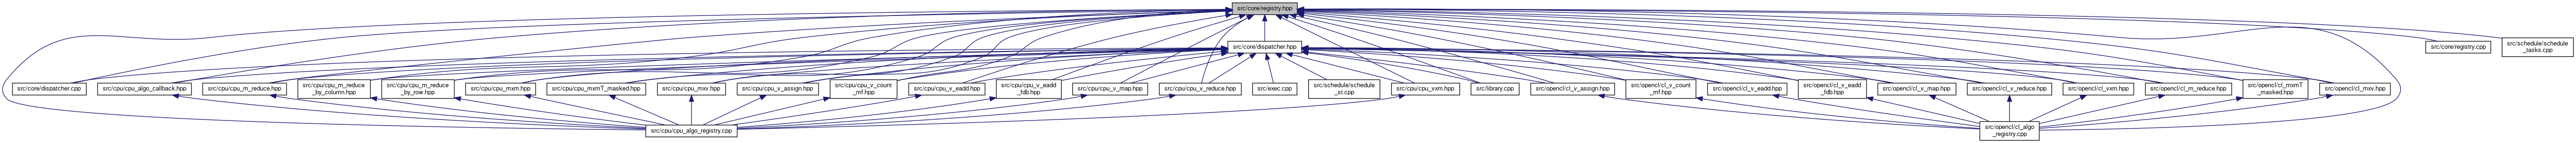 src/core/registry.hpp
src/core/dispatcher.hpp
src/core/registry.cpp
src/schedule/schedule
_tasks.cpp
src/core/dispatcher.cpp
src/cpu/cpu_algo_callback.hpp
src/cpu/cpu_m_reduce.hpp
src/cpu/cpu_m_reduce
_by_column.hpp
src/cpu/cpu_m_reduce
_by_row.hpp
src/cpu/cpu_mxm.hpp
src/cpu/cpu_mxmT_masked.hpp
src/cpu/cpu_mxv.hpp
src/cpu/cpu_v_assign.hpp
src/cpu/cpu_v_count
_mf.hpp
src/cpu/cpu_v_eadd.hpp
src/cpu/cpu_v_eadd
_fdb.hpp
src/cpu/cpu_v_map.hpp
src/cpu/cpu_v_reduce.hpp
src/exec.cpp
src/schedule/schedule
_st.cpp
src/cpu/cpu_vxm.hpp
src/library.cpp
src/opencl/cl_v_assign.hpp
src/opencl/cl_v_count
_mf.hpp
src/opencl/cl_v_eadd.hpp
src/opencl/cl_v_eadd
_fdb.hpp
src/opencl/cl_v_map.hpp
src/opencl/cl_v_reduce.hpp
src/opencl/cl_vxm.hpp
src/opencl/cl_m_reduce.hpp
src/opencl/cl_mxmT
_masked.hpp
src/opencl/cl_mxv.hpp
src/cpu/cpu_algo_registry.cpp
src/opencl/cl_algo
_registry.cpp